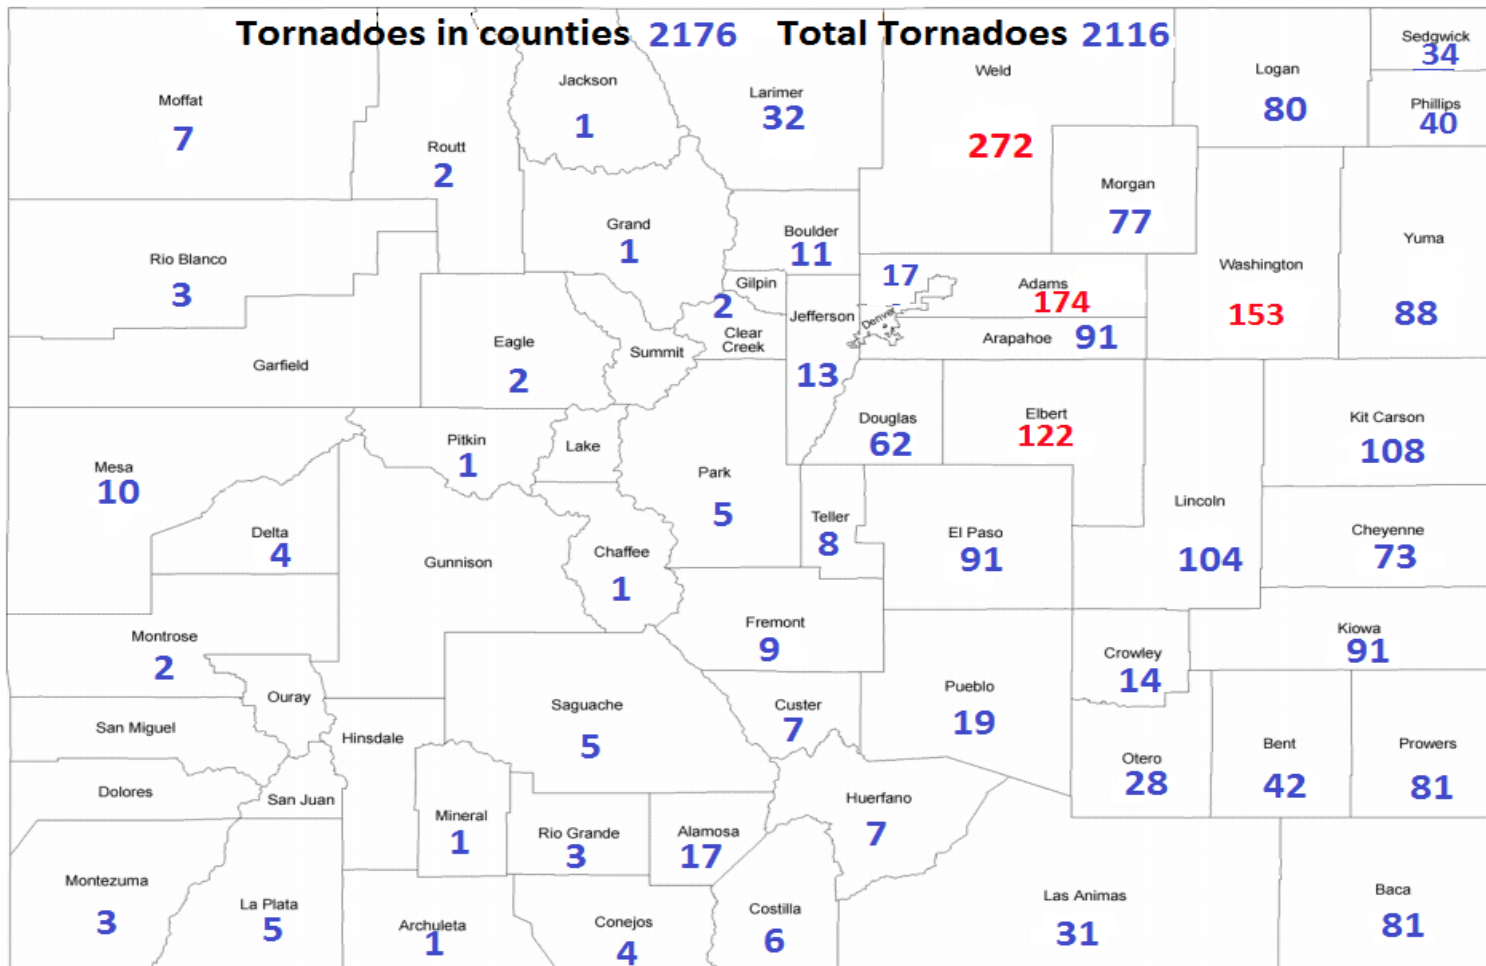 Tornadoes in counties 2176 Total Tornadoes 2116
Moffat
7
Routt
2
Jackson
1
Larimer
32
Weld
272
Logan
80
Sedgwick
34
Phillips
40
Morgan
77
Rio Blanco
3
Grand
1
Boulder
11
Gilpin
2
Clear
Creek
Jefferson
13
17
Denver
Adams
174
Arapahoe 91
Washington
153
Yuma
88
Garfield
Eagle
2
Summit
Douglas
62
Elbert
122
Kit Carson
108
Mesa
10
Pitkin
1
Lake
Park
5
Teller
8
El Paso
91
Lincoln
104
Cheyenne
73
Delta
4
Gunnison
Chaffee
1
Fremont
9
Kiowa
91
Montrose
2
Ouray
San Miguel
Hinsdale
Saguache
5
Custer
7
Pueblo
19
Crowley
14
Otero
28
Bent
42
Prowers
81
Dolores
San Juan
Mineral
1
Rio Grande
3
Alamosa
17
Huerfano
7
Montezuma
3
La Plata
5
Archuleta
1
Conejos
4
Costilla
6
Las Animas
31
Baca
81